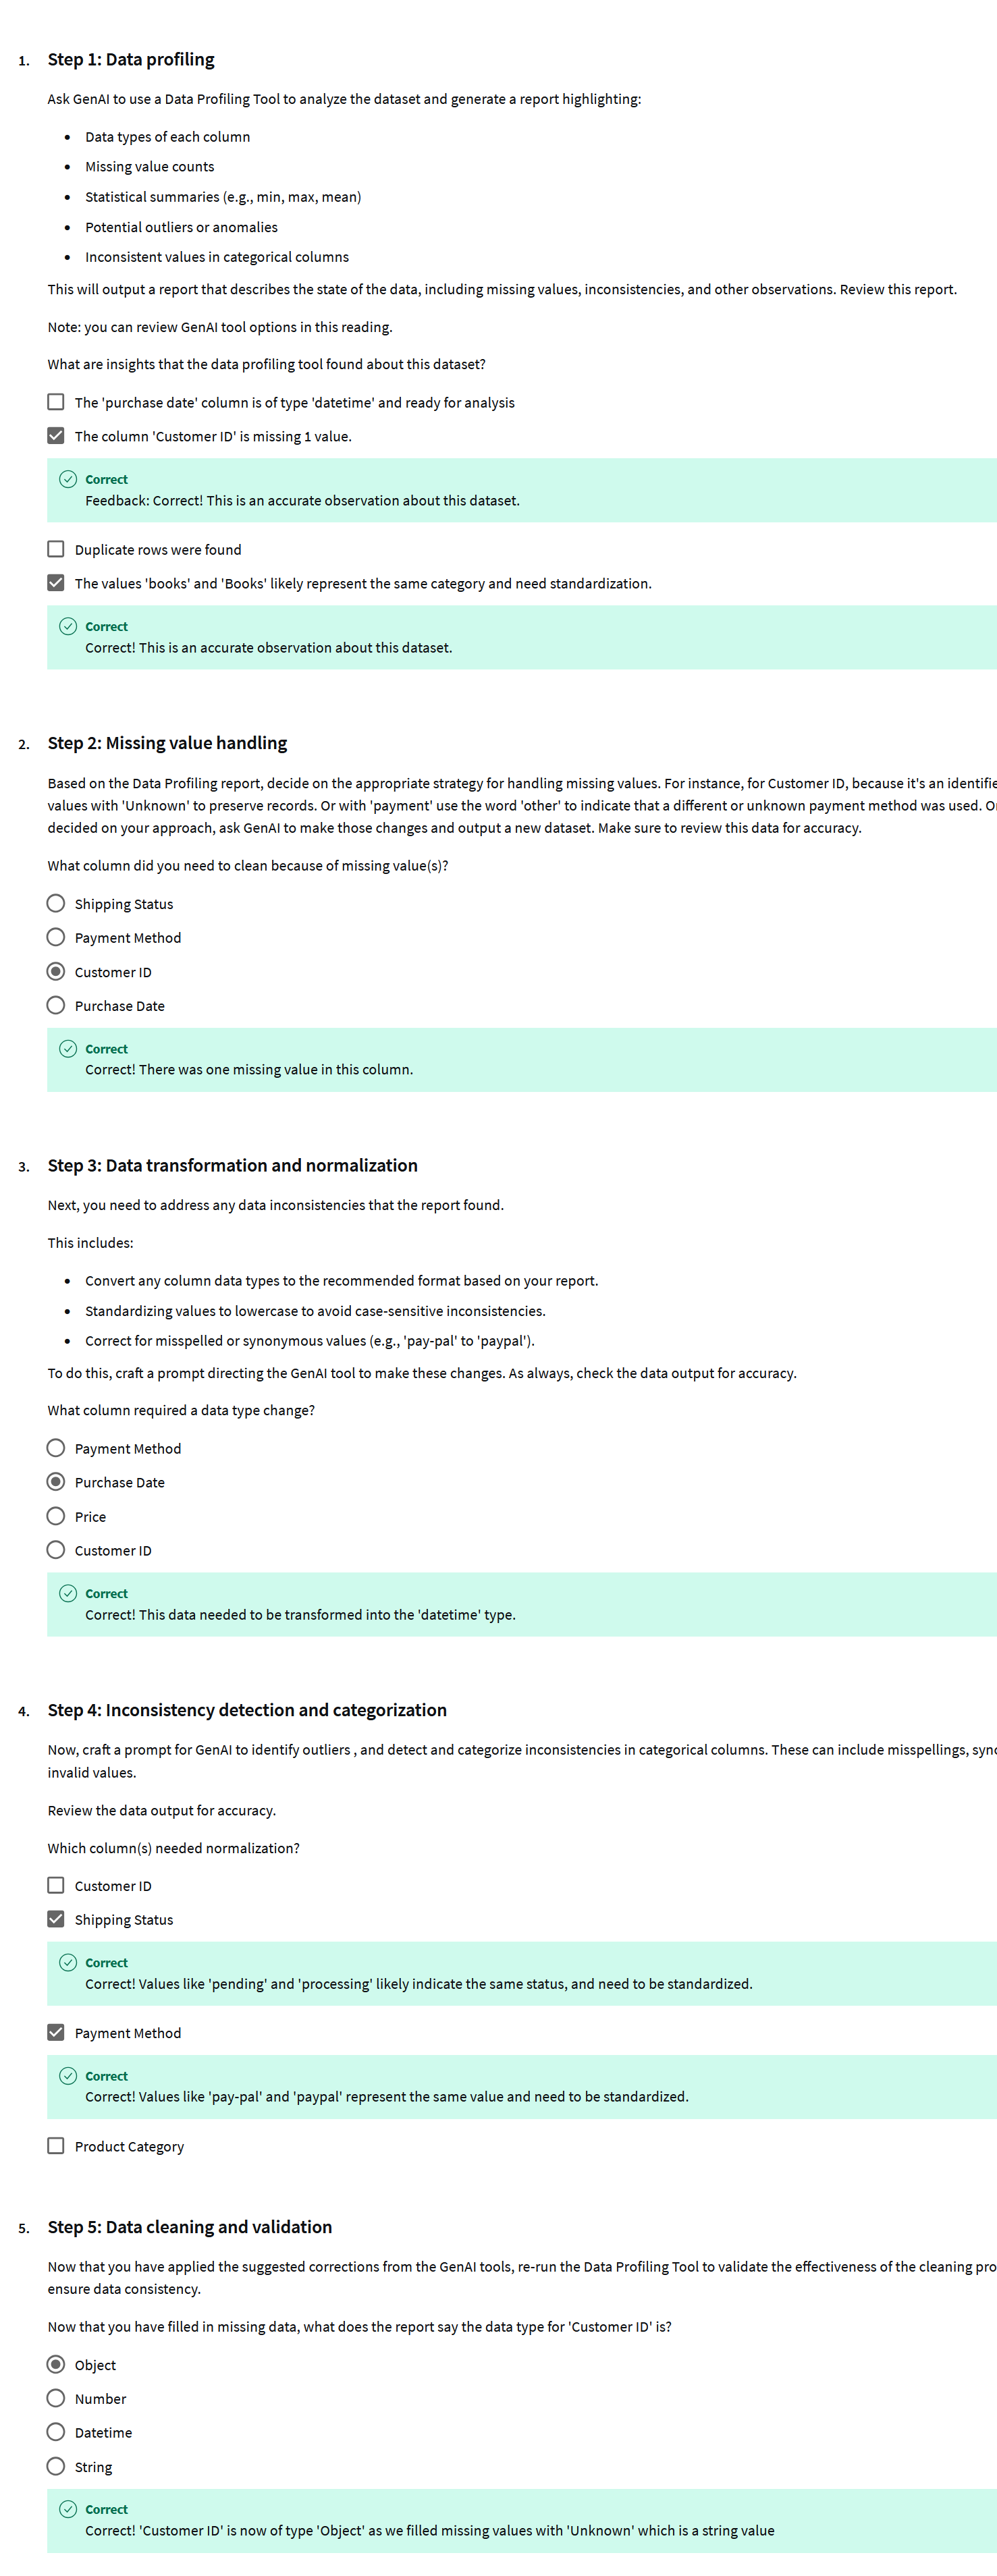 1. Step 1: Data profiling
Ask GenAI to use a Data Profiling Tool to analyze the dataset and generate a report highlighting:
• Data types of each column
• Missing value counts
• Statistical summaries (e.g., min, max, mean)
• Potential outliers or anomalies
• Inconsistent values in categorical columns
This will output a report that describes the state of the data, including missing values, inconsistencies, and other observations. Review this report.
Note: you can review GenAI tool options in this reading.
What are insights that the data profiling tool found about this dataset?
The 'purchase date' column is of type 'datetime' and ready for analysis
The column 'Customer ID' is missing 1 value.
Correct
Feedback: Correct! This is an accurate observation about this dataset.
Duplicate rows were found
The values 'books' and 'Books' likely represent the same category and need standardization.
Correct
Correct! This is an accurate observation about this dataset.
2. Step 2: Missing value handling
Based on the Data Profiling report, decide on the appropriate strategy for handling missing values. For instance, for Customer ID, because it's an
values with 'Unknown' to preserve records. Or with 'payment' use the word 'other' to indicate that a different or unknown payment method was used.
decided on your approach, ask GenAI to make those changes and output a new dataset. Make sure to review this data for accuracy.
What column did you need to clean because of missing value(s)?
Shipping Status
Payment Method
Customer ID
Purchase Date
Correct
Correct! There was one missing value in this column.
3. Step 3: Data transformation and normalization
Next, you need to address any data inconsistencies that the report found.
This includes:
• Convert any column data types to the recommended format based on your report.
• Standardizing values to lowercase to avoid case-sensitive inconsistencies.
• Correct for misspelled or synonymous values (e.g., 'pay-pal' to 'paypal').
To do this, craft a prompt directing the GenAI tool to make these changes. As always, check the data output for accuracy.
What column required a data type change?
Payment Method
Purchase Date
Price
Customer ID
Correct
Correct! This data needed to be transformed into the 'datetime' type.
4. Step 4: Inconsistency detection and categorization
Now, craft a prompt for GenAI to identify outliers , and detect and categorize inconsistencies in categorical columns. These can include misspellings,
invalid values.
Review the data output for accuracy.
Which column(s) needed normalization?
Customer ID
Shipping Status
Correct
Correct! Values like 'pending' and 'processing' likely indicate the same status, and need to be standardized.
Payment Method
Correct
Correct! Values like 'pay-pal' and 'paypal' represent the same value and need to be standardized.
Product Category
5. Step 5: Data cleaning and validation
Now that you have applied the suggested corrections from the GenAI tools, re-run the Data Profiling Tool to validate the effectiveness of the cleaning
ensure data consistency.
Now that you have filled in missing data, what does the report say the data type for 'Customer ID' is?
Object
Number
Datetime
String
Correct
Correct! 'Customer ID' is now of type 'Object' as we filled missing values with 'Unknown' which is a string value